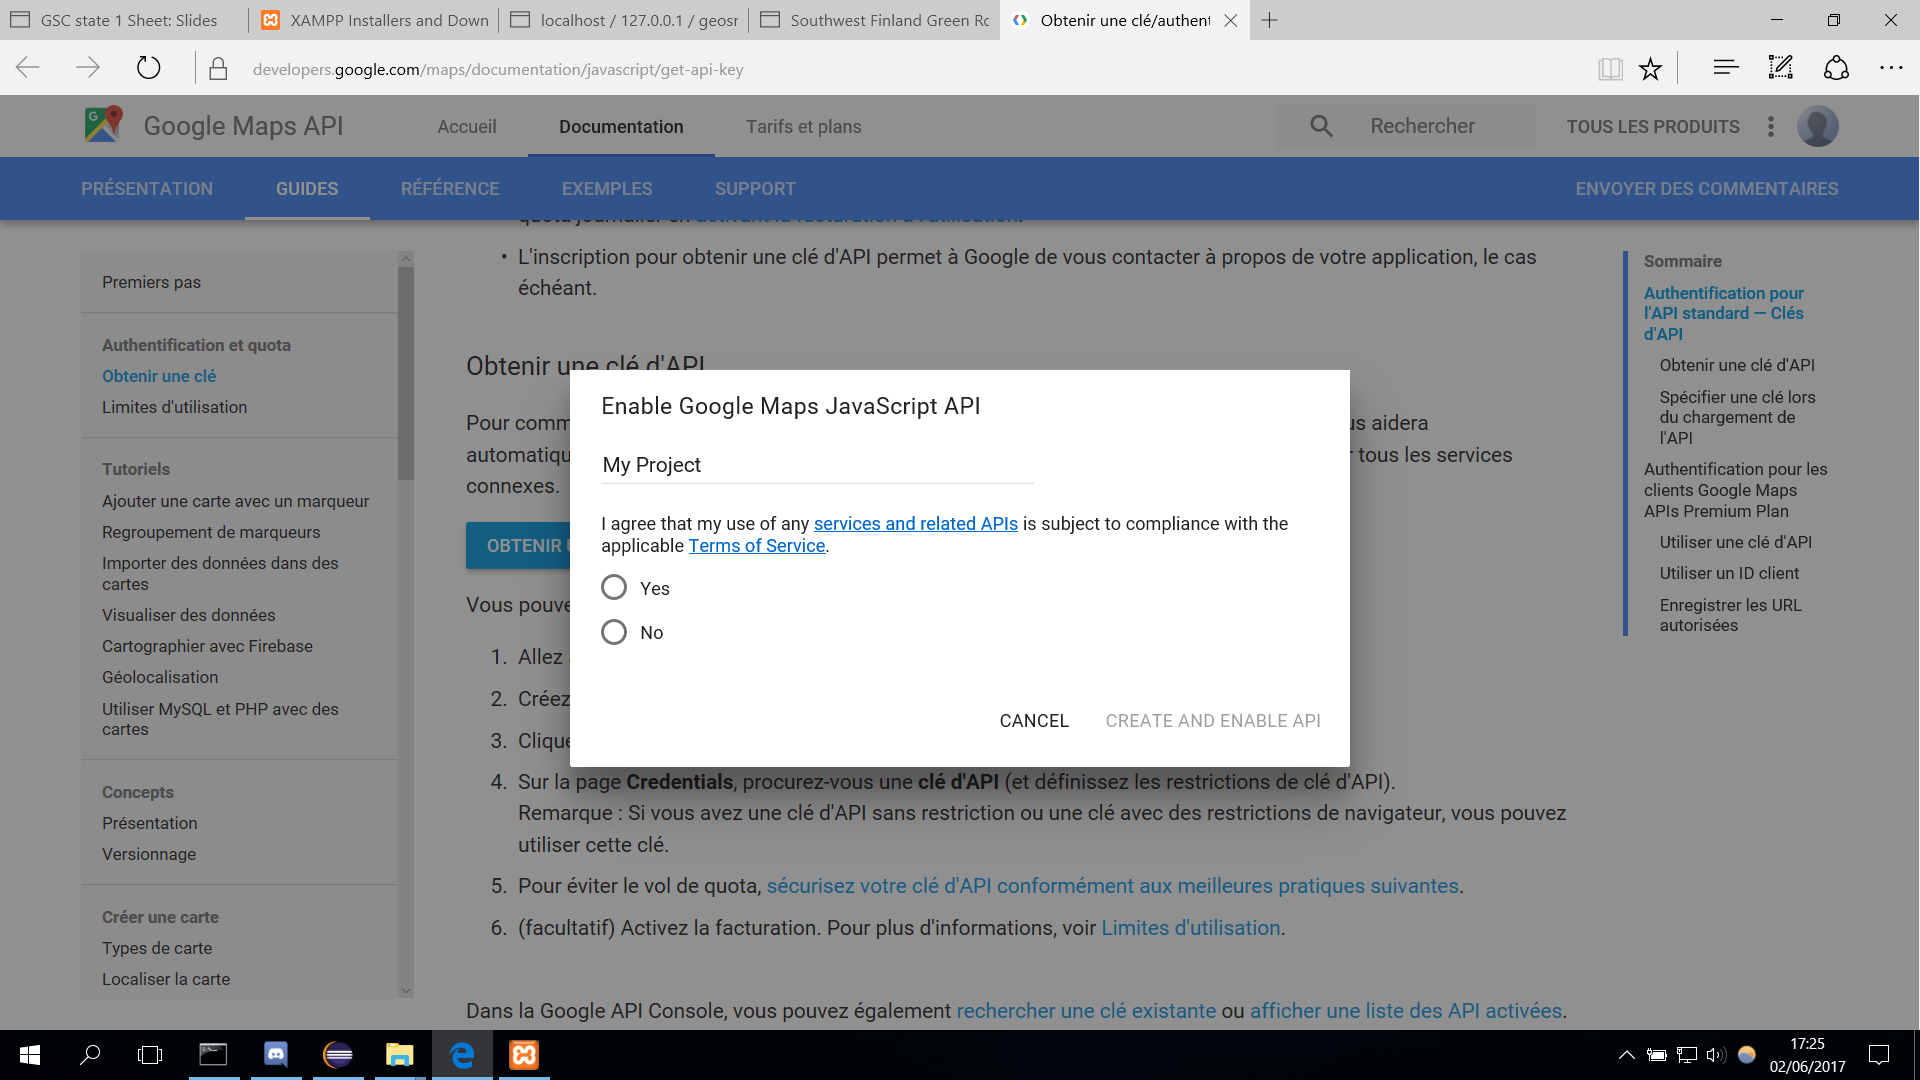 GSC state 1 Sheet: Slides
XAMPP Installers and Down
localhost / 127.0.0.1 / geosr
Southwest Finland Green Ro
Obtenir une clé/authent
developers.google.com/maps/documentation/javascript/get-api-key
Google Maps API
Accueil
Documentation
Tarifs et plans
Rechercher
TOUS LES PRODUITS
PRÉSENTATION
GUIDES
RÉFÉRENCE
EXEMPLES
SUPPORT
ENVOYER DES COMMENTAIRES
quota journalier en activant la facturation à l'utilisation.
• L'inscription pour obtenir une clé d'API permet à Google de vous contacter à propos de votre application, le cas
échéant.
Premiers pas
Authentification et quota
Obtenir une clé
Limites d'utilisation
Tutoriels
Ajouter une carte avec un marqueur
Regroupement de marqueurs
Importer des données dans des
cartes
Visualiser des données
Cartographier avec Firebase
Géolocalisation
Utiliser MySQL et PHP avec des
cartes
Concepts
Présentation
Versionnage
Créer une carte
Types de carte
Localiser la carte
Obtenir une clé d'API
Pour comm
us aidera
automatiqu
r tous les services
connexes.
OBTENIR U
Vous pouve
1. Allez
2. Créez
3. Clique
4. Sur la page Credentials, procurez-vous une clé d'API (et définissez les restrictions de clé d'API).
Remarque : Si vous avez une clé d'API sans restriction ou une clé avec des restrictions de navigateur, vous pouvez
utiliser cette clé.
5. Pour éviter le vol de quota, sécurisez votre clé d'API conformément aux meilleures pratiques suivantes.
6. (facultatif) Activez la facturation. Pour plus d'informations, voir Limites d'utilisation.
Dans la Google API Console, vous pouvez également rechercher une clé existante ou afficher une liste des API activées.
Enable Google Maps JavaScript API
My Project
I agree that my use of any services and related APIs is subject to compliance with the
applicable Terms of Service.
Yes
No
CANCEL
CREATE AND ENABLE API
Sommaire
Authentification pour
l'API standard — Clés
d'API
Obtenir une clé d'API
Spécifier une clé lors
du chargement de
l'API
Authentification pour les
clients Google Maps
APIs Premium Plan
Utiliser une clé d'API
Utiliser un ID client
Enregistrer les URL
autorisées
17:25
02/06/2017